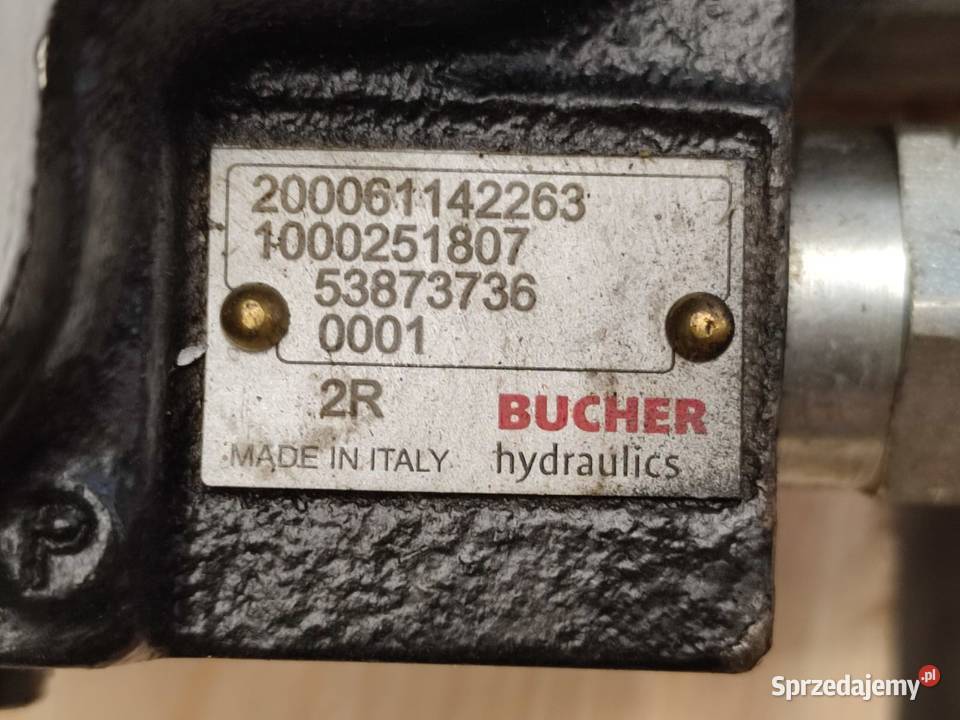 200061142263
1000251807
53873736
0001
2R
BUCHER
MADE IN ITALY
hydraulics
P
Sprzedajemy.pl